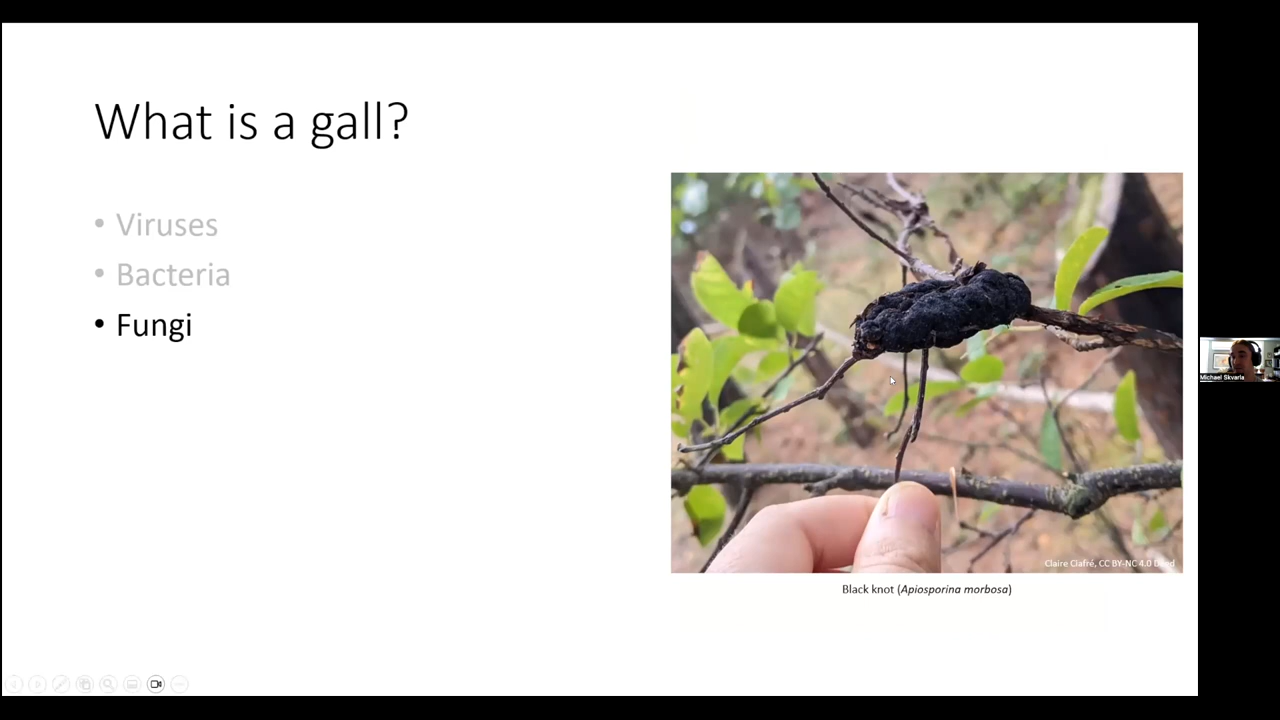 What is a gall?
• Viruses
• Bacteria
• Fungi
Claire Ciafré, CC BY-NC 4.0 Deed
Black knot (Apiosporina morbosa)
Michael Skvarla